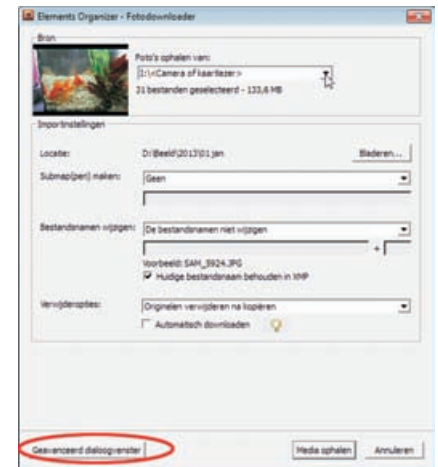 Elements Organizer - Fotodownloader
Bron
Foto's ophalen van:
I:\<Camera of kaartlezer>
31 bestanden geselecteerd - 133,6 MB
Importinstellingen
Locatie: D:\Beeld\2013\01 jan Bladeren...
Submap(pen) maken: Geen
Bestandsnamen wijzigen: De bestandsnamen niet wijzigen
+
Voorbeeld: SAM_5924.JPG
Huidige bestandsnaam behouden in XMP
Verwijderopties: Originelen verwijderen na kopiëren
Automatisch downloaden
Geavanceerd dialoogvenster Media ophalen Annuleren